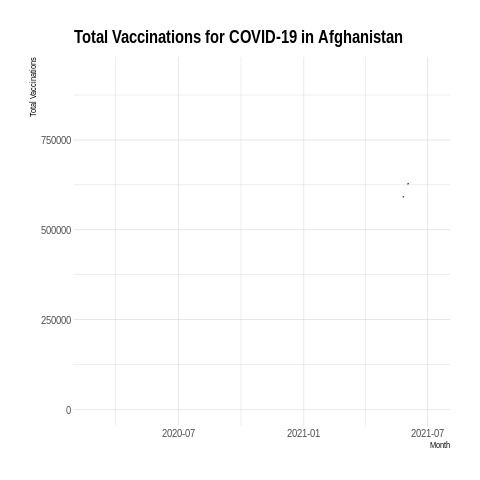 Total Vaccinations for COVID-19 in Afghanistan
Total Vaccinations
750000
500000
250000
0
2020-07
2021-01
2021-07
Month